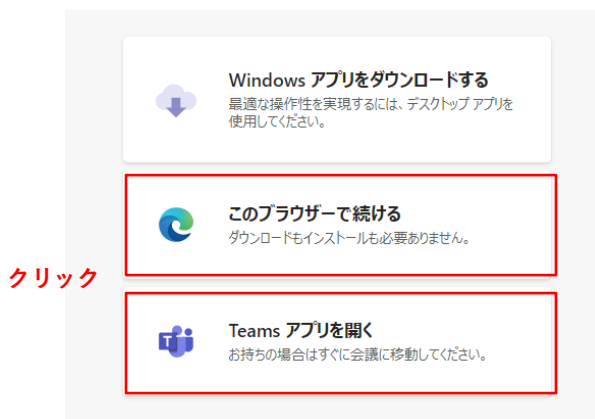 Windows アプリをダウンロードする
最適な操作性を実現するには、デスクトップ アプリを
使用してください。
このブラウザーで続ける
ダウンロードもインストールも必要ありません。
クリック
Teams アプリを開く
お持ちの場合はすぐに会議に移動してください。